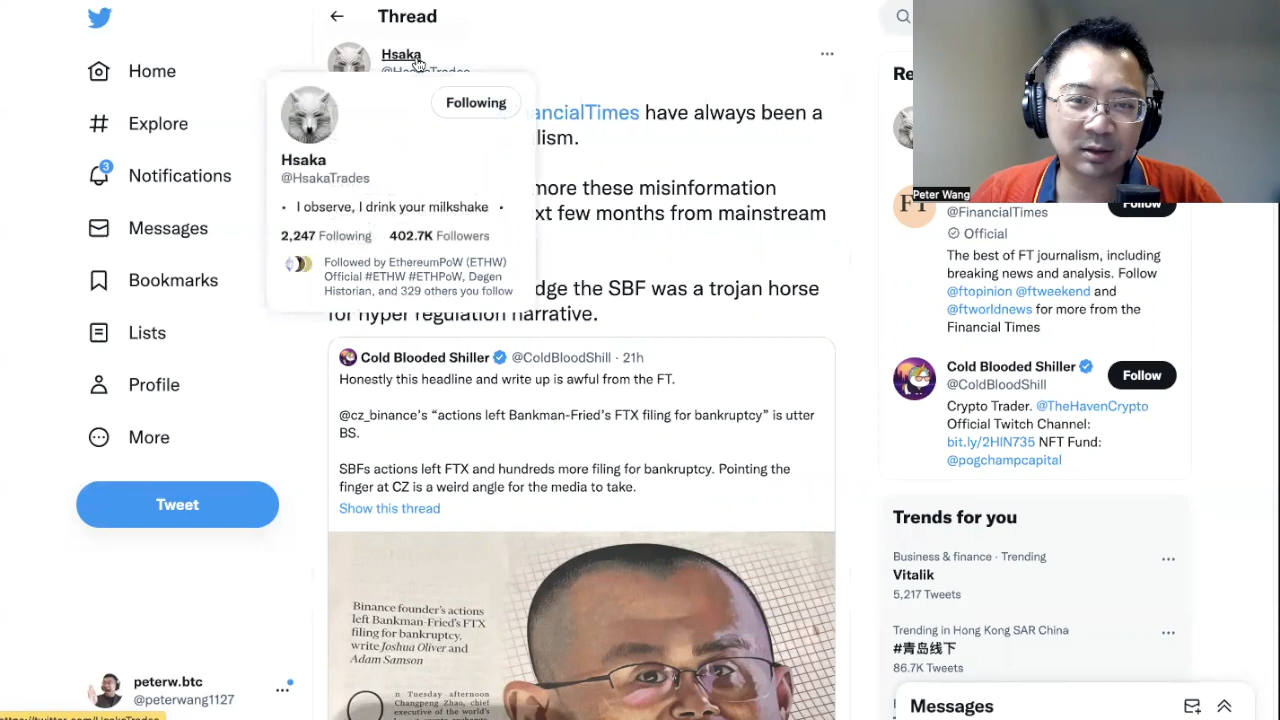 Home
Explore
3
Notifications
Messages
Bookmarks
Lists
Profile
More
Tweet
peterw.btc
@peterwang1127
Thread
Hsaka
@HsakaTrades
Following
Hsaka
@HsakaTrades
• I observe, I drink your milkshake •
2,247 Following 402.7K Followers
Followed by EthereumPoW (ETHW)
Official #ETHW #ETHPoW, Degen
Historian, and 329 others you follow
have always been a
more these misinformation
few months from mainstream
the SBF was a trojan horse
for hyper regulation narrative.
Cold Blooded Shiller @ColdBloodShill · 21h
Honestly this headline and write up is awful from the FT.
@cz_binance's “actions left Bankman-Fried's FTX filing for bankruptcy” is utter
BS.
SBFs actions left FTX and hundreds more filing for bankruptcy. Pointing the
finger at CZ is a weird angle for the media to take.
Show this thread
Binance founder's actions
left Bankman-Fried's FTX
filing for bankruptcy,
write Joshua Oliver and
Adam Samson
On Tuesday afternoon
Changpeng Zhao, chief
executive of the world's
Peter Wang
Re
FT
Follow
@FinancialTimes
Official
The best of FT journalism, including
breaking news and analysis. Follow
@ftopinion @ftweekend and
@ftworldnews for more from the
Financial Times
Cold Blooded Shiller
@ColdBloodShill
Follow
Crypto Trader. @TheHavenCrypto
Official Twitch Channel:
bit.ly/2HIN735 NFT Fund:
@pogchampcapital
Trends for you
Business & finance · Trending
Vitalik
5,217 Tweets
Trending in Hong Kong SAR China
#青岛线下
86.7K Tweets
Messages